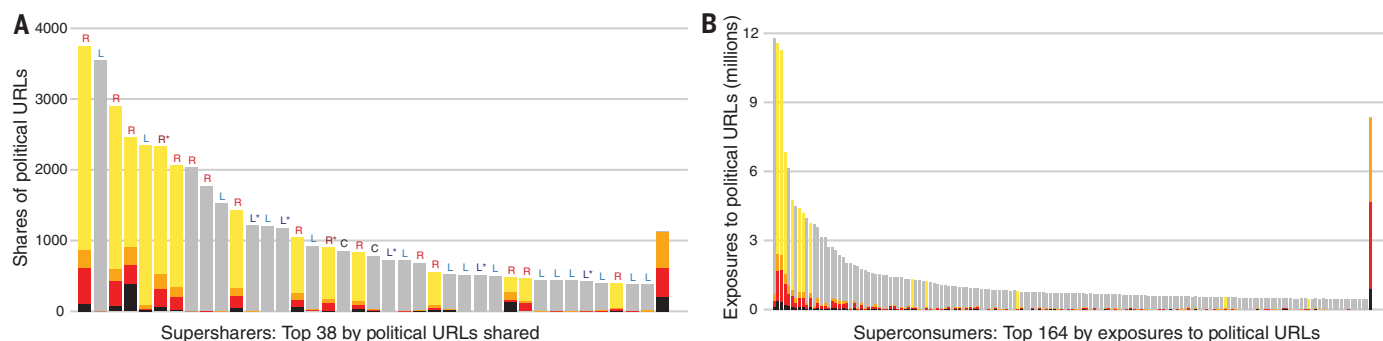 A
Shares of political URLs
4000
3000
2000
1000
0
R L R R L R* R R R L R L* L L* R L R* C R C L* L R R L L L* L R R L L L L* L R L L
Supersharers: Top 38 by political URLs shared
B
Exposures to political URLs (millions)
12
9
6
3
0
Superconsumers: Top 164 by exposures to political URLs